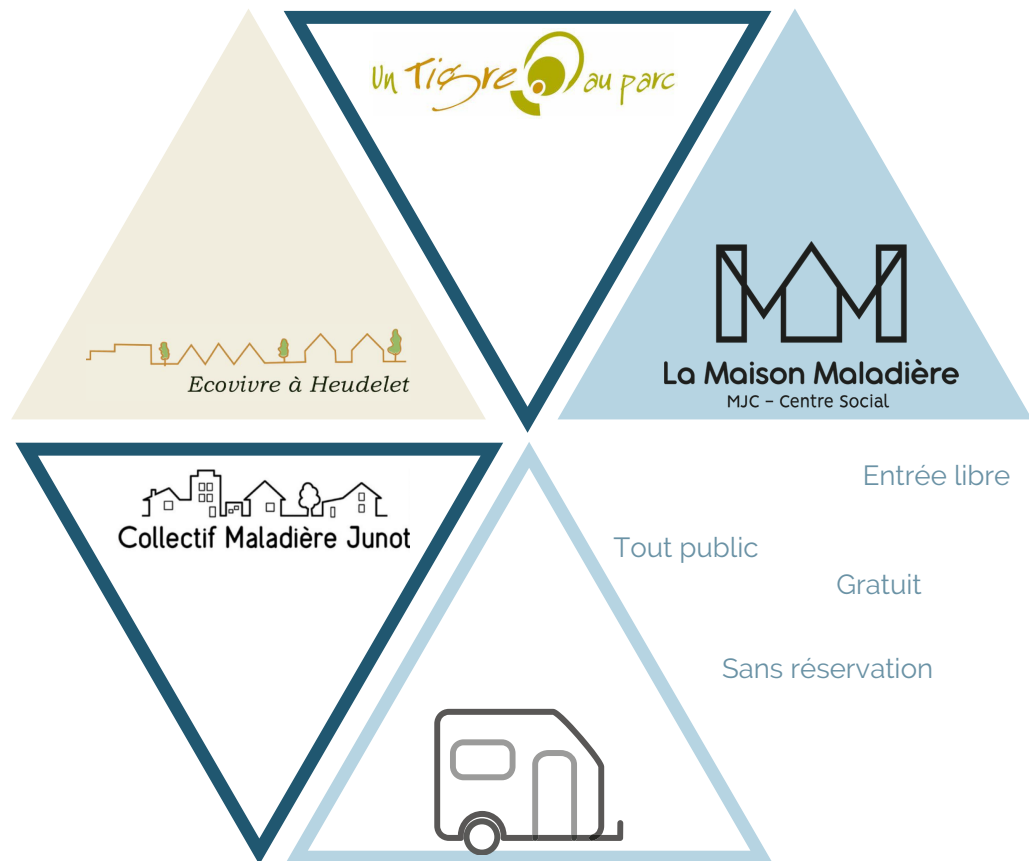 Un Tigre au parc
Ecovivre à Heudelet
La Maison Maladière
MJC – Centre Social
Collectif Maladière Junot
Entrée libre
Tout public
Gratuit
Sans réservation